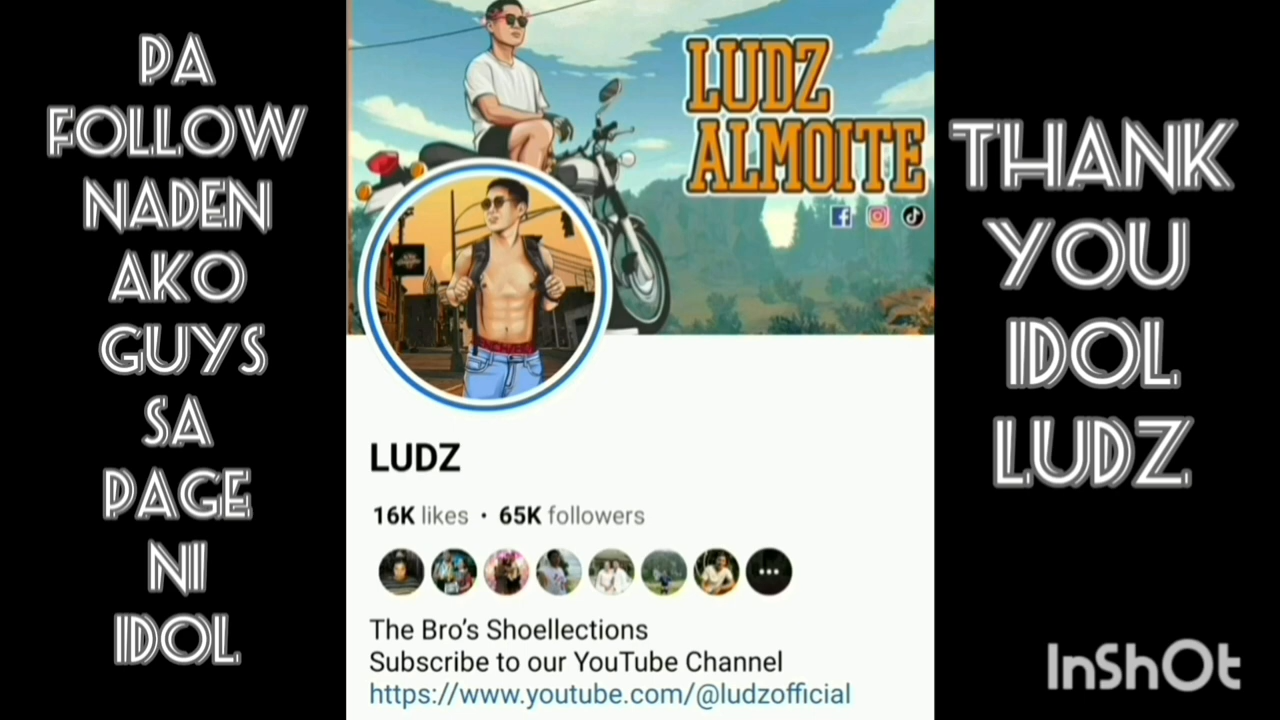 PA
FOLLOW
NADEN
AKO
GUYS
SA
PAGE
NI
IDOL
LUDZ
ALMOITE
LUDZ
16K likes · 65K followers
The Bro's Shoellections
Subscribe to our YouTube Channel
https://www.youtube.com/@ludzofficial
THANK
YOU
IDOL
LUDZ
InShOt